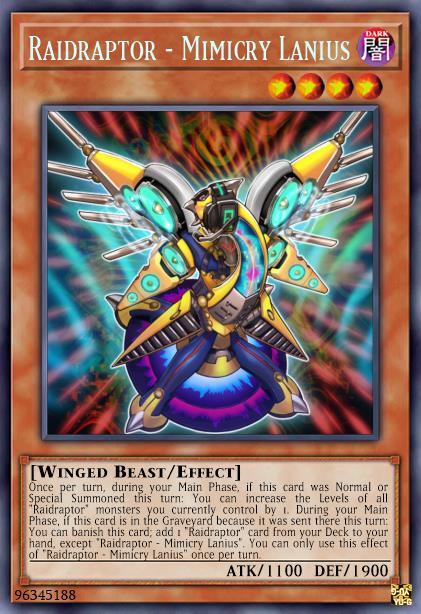 Raidraptor - Mimicry Lanius
DARK
闇
[Winged Beast/Effect]
Once per turn, during your Main Phase, if this card was Normal or
Special Summoned this turn: You can increase the Levels of all
"Raidraptor" monsters you currently control by 1. During your Main
Phase, if this card is in the Graveyard because it was sent there this turn:
You can banish this card; add 1 "Raidraptor" card from your Deck to your
hand, except "Raidraptor - Mimicry Lanius". You can only use this effect
of "Raidraptor - Mimicry Lanius" once per turn.
ATK/1100 DEF/1900
96345188